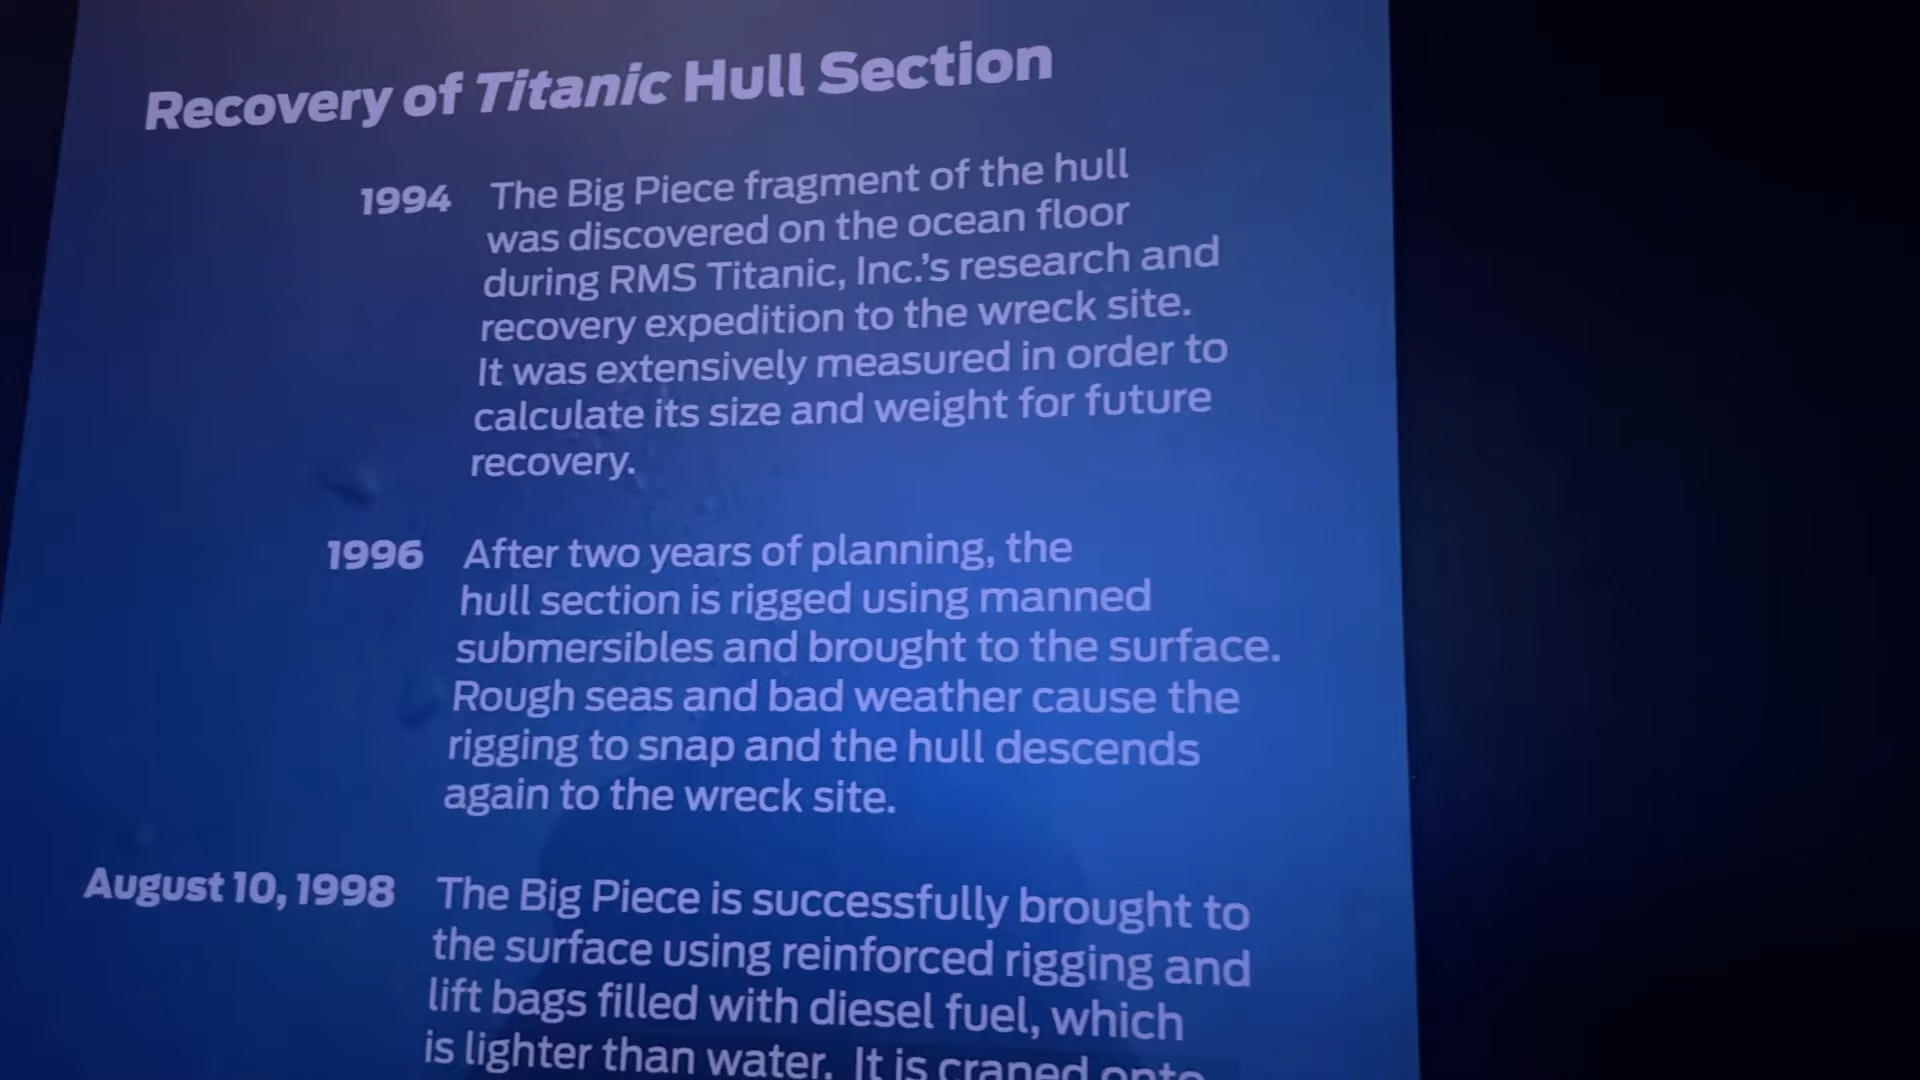 Recovery of Titanic Hull Section
1994 The Big Piece fragment of the hull
was discovered on the ocean floor
during RMS Titanic, Inc.'s research and
recovery expedition to the wreck site.
It was extensively measured in order to
calculate its size and weight for future
recovery.
1996 After two years of planning, the
hull section is rigged using manned
submersibles and brought to the surface.
Rough seas and bad weather cause the
rigging to snap and the hull descends
again to the wreck site.
August 10, 1998 The Big Piece is successfully brought to
the surface using reinforced rigging and
lift bags filled with diesel fuel, which
is lighter than water. It is craned onto